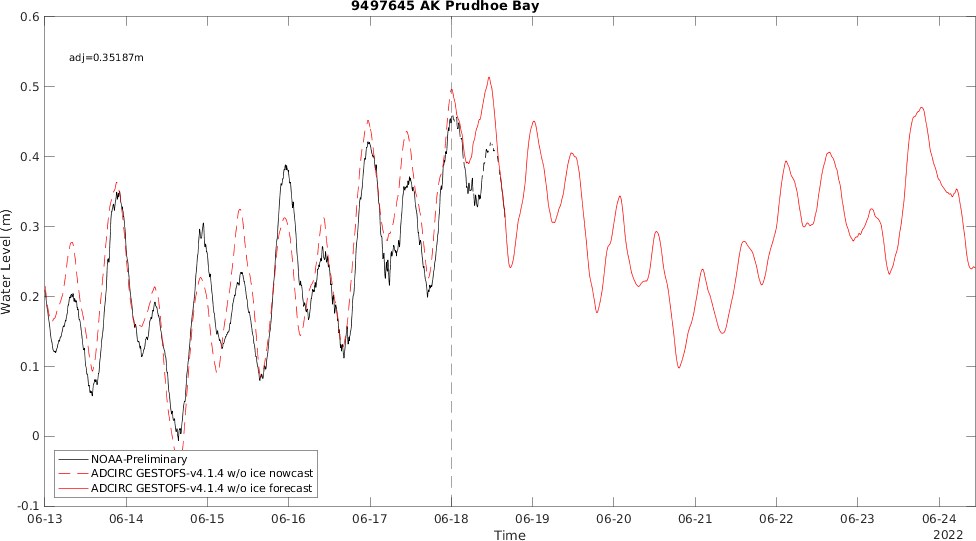 9497645 AK Prudhoe Bay
adj=0.35187m
Water Level (m)
0.6
0.5
0.4
0.3
0.2
0.1
0
-0.1
NOAA-Preliminary
ADCIRC GESTOFS-v4.1.4 w/o ice nowcast
ADCIRC GESTOFS-v4.1.4 w/o ice forecast
06-13 06-14 06-15 06-16 06-17 06-18 06-19 06-20 06-21 06-22 06-23 06-24
Time
2022